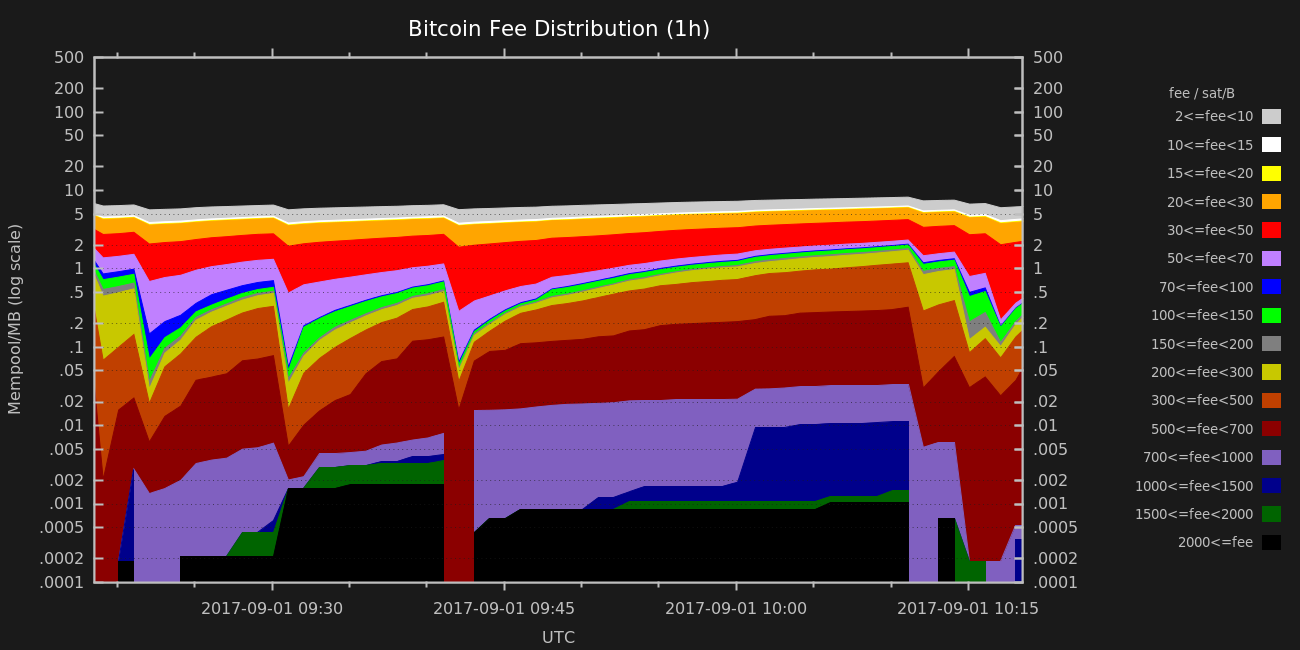 Bitcoin Fee Distribution (1h)
500 500
200 200
100 100
50 50
20 20
10 10
5 5
2 2
1 1
.5 .5
.2 .2
.1 .1
.05 .05
.02 .02
.01 .01
.005 .005
.002 .002
.001 .001
.0005 .0005
.0002 .0002
.0001 .0001
Mempool/MB (log scale)
2017-09-01 09:30 2017-09-01 09:45 2017-09-01 10:00 2017-09-01 10:15
UTC
fee / sat/B
2<=fee<10
10<=fee<15
15<=fee<20
20<=fee<30
30<=fee<50
50<=fee<70
70<=fee<100
100<=fee<150
150<=fee<200
200<=fee<300
300<=fee<500
500<=fee<700
700<=fee<1000
1000<=fee<1500
1500<=fee<2000
2000<=fee